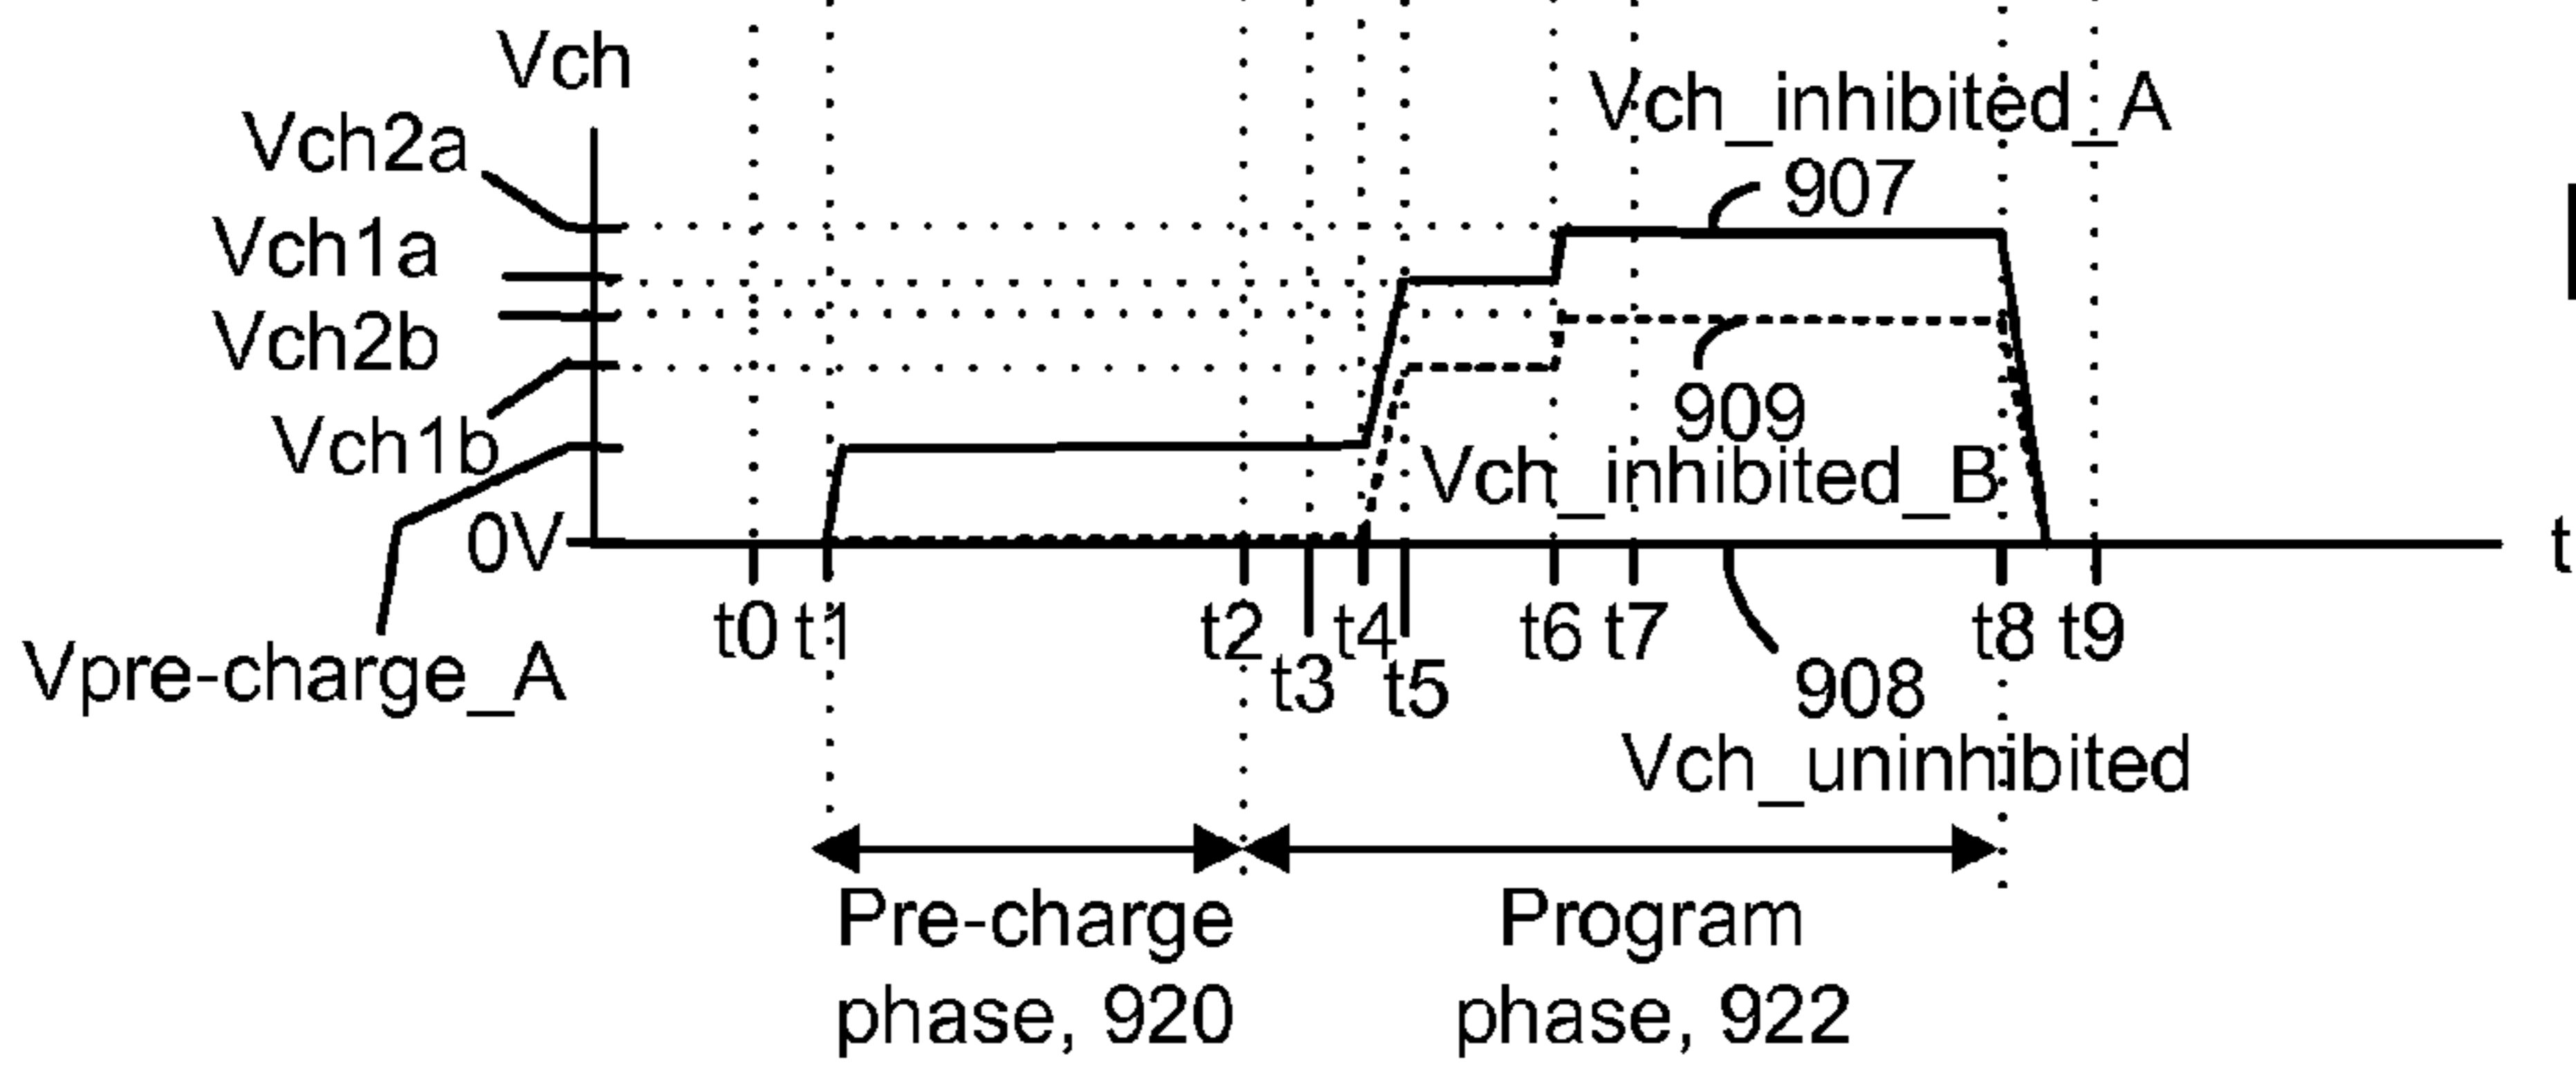 Vch
Vch2a
Vch1a
Vch2b
Vch1b
0V
Vpre-charge_A
Vch_inhibited_A
907
909
Vch_inhibited_B
t
t0 t1 t2 t3 t4 t5 t6 t7 t8 t9
908
Vch_uninhibited
Pre-charge
phase, 920
Program
phase, 922